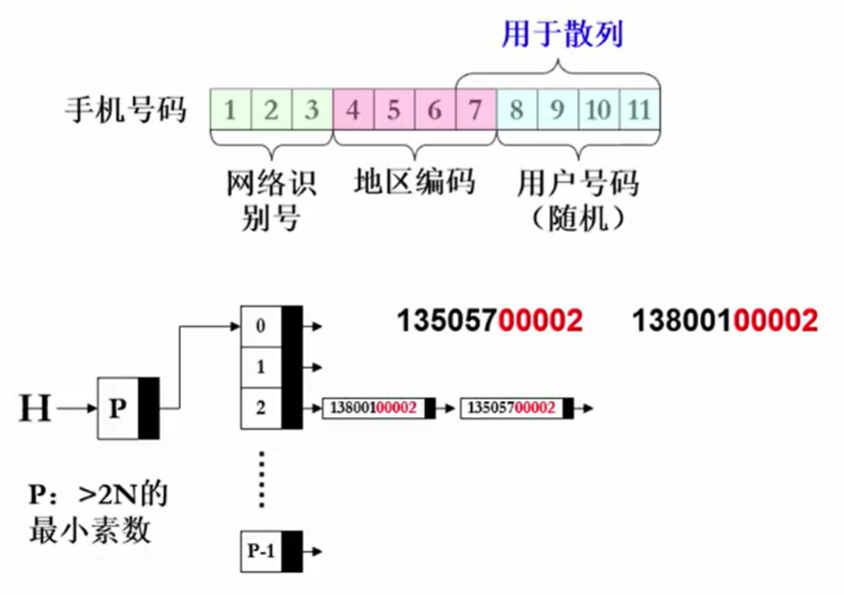 用于散列
手机号码 1 2 3 4 5 6 7 8 9 10 11
网络识
别号
地区编码
用户号码
（随机）
13505700002 13800100002
0
1
2 13800100002 13505700002
H P
P：>2N的
最小素数
P-1